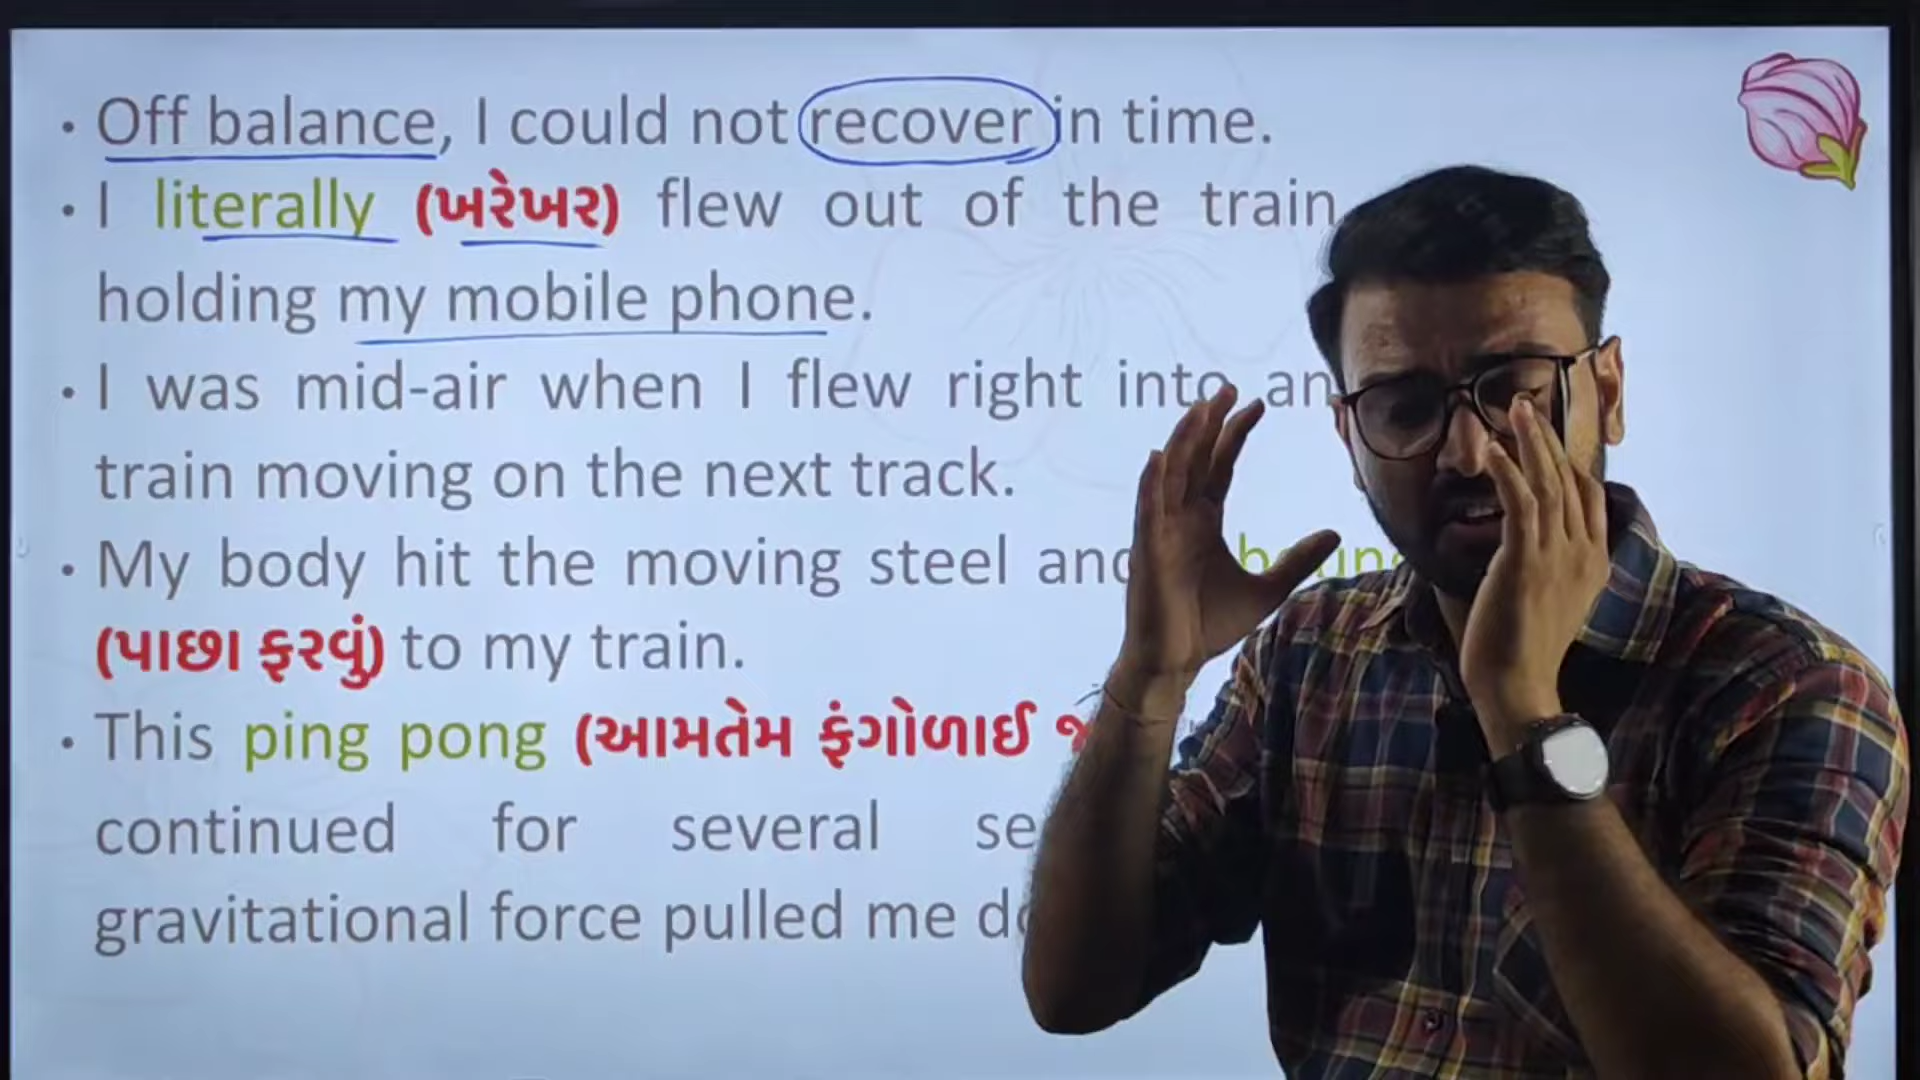 • Off balance, I could not recover in time.
• I literally (ખરેખર) flew out of the train
holding my mobile phone.
• I was mid-air when I flew right into
train moving on the next track.
• My body hit the moving steel and
(પાછા ફરવું) to my train.
• This ping pong (આમતેમ ફંગોળાઈ
continued for several
gravitational force pulled me